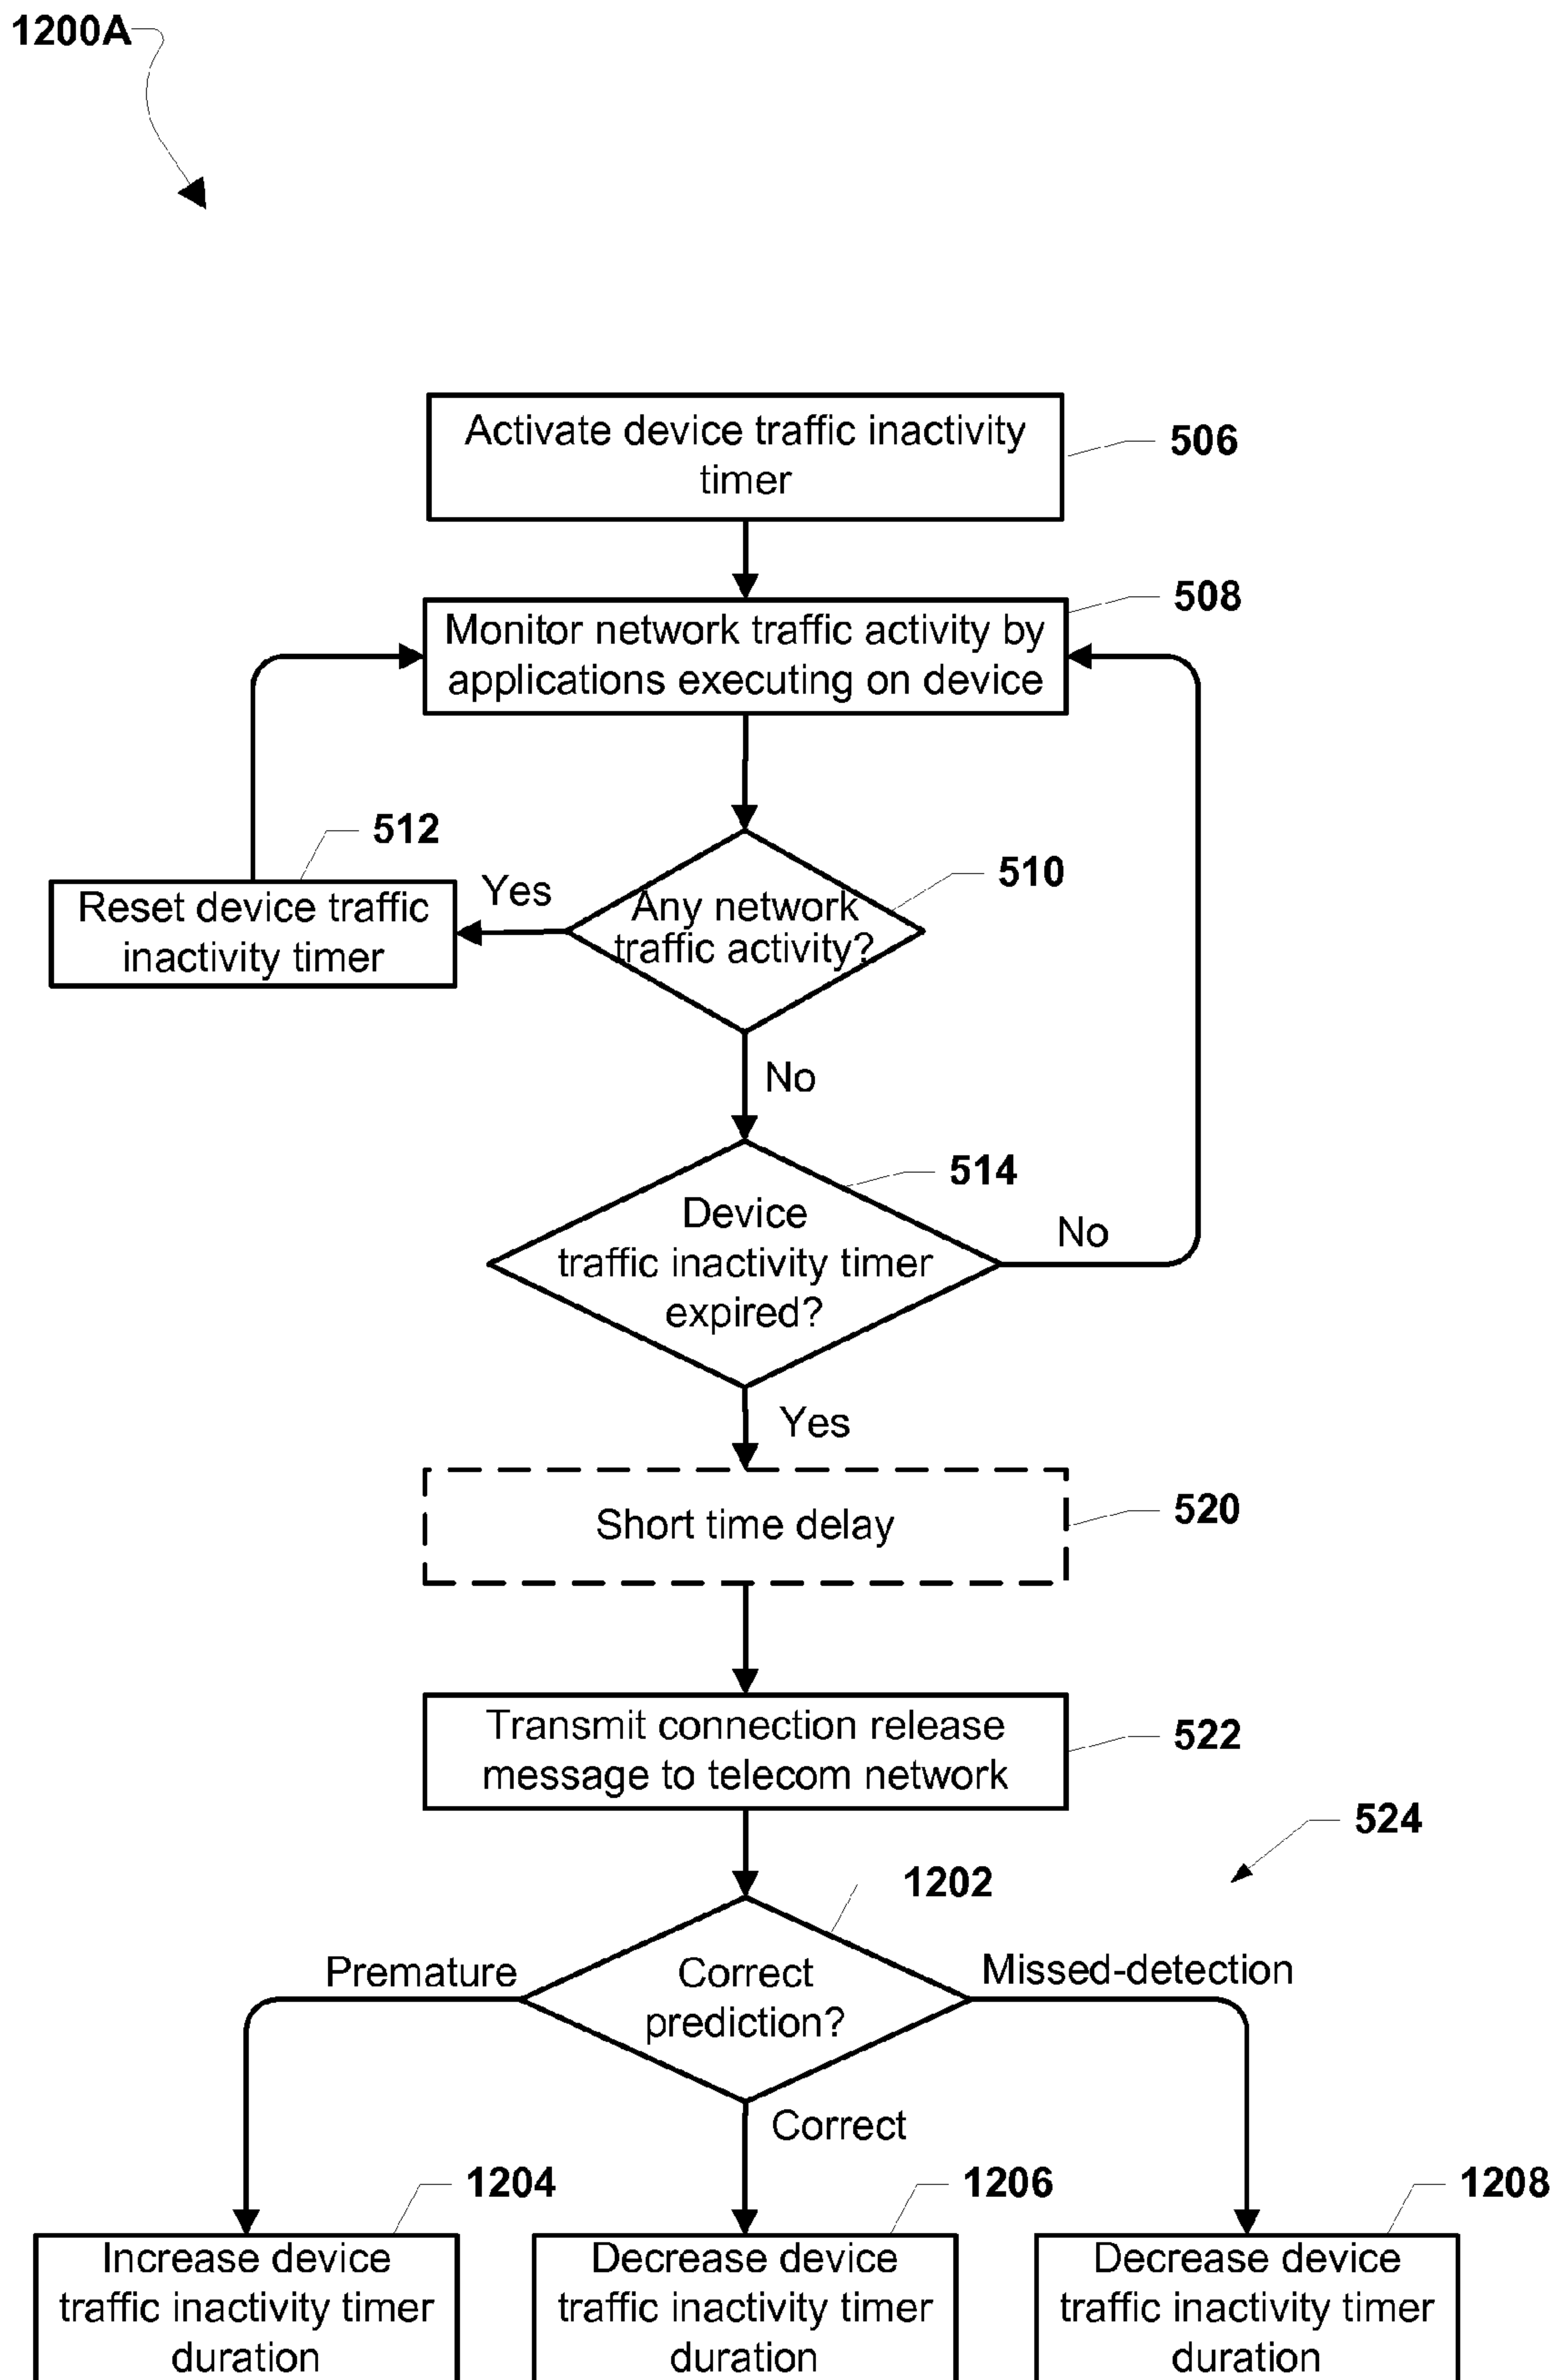 1200A
Activate device traffic inactivity
timer
506
508
Monitor network traffic activity by
applications executing on device
512
510
Yes
Reset device traffic
inactivity timer
Any network
traffic activity?
No
514
Device
traffic inactivity timer
expired?
No
Yes
Short time delay
520
Transmit connection release
message to telecom network
522
524
1202
Premature
Correct
prediction?
Missed-detection
Correct
1204
1206
1208
Increase device
traffic inactivity timer
duration
Decrease device
traffic inactivity timer
duration
Decrease device
traffic inactivity timer
duration